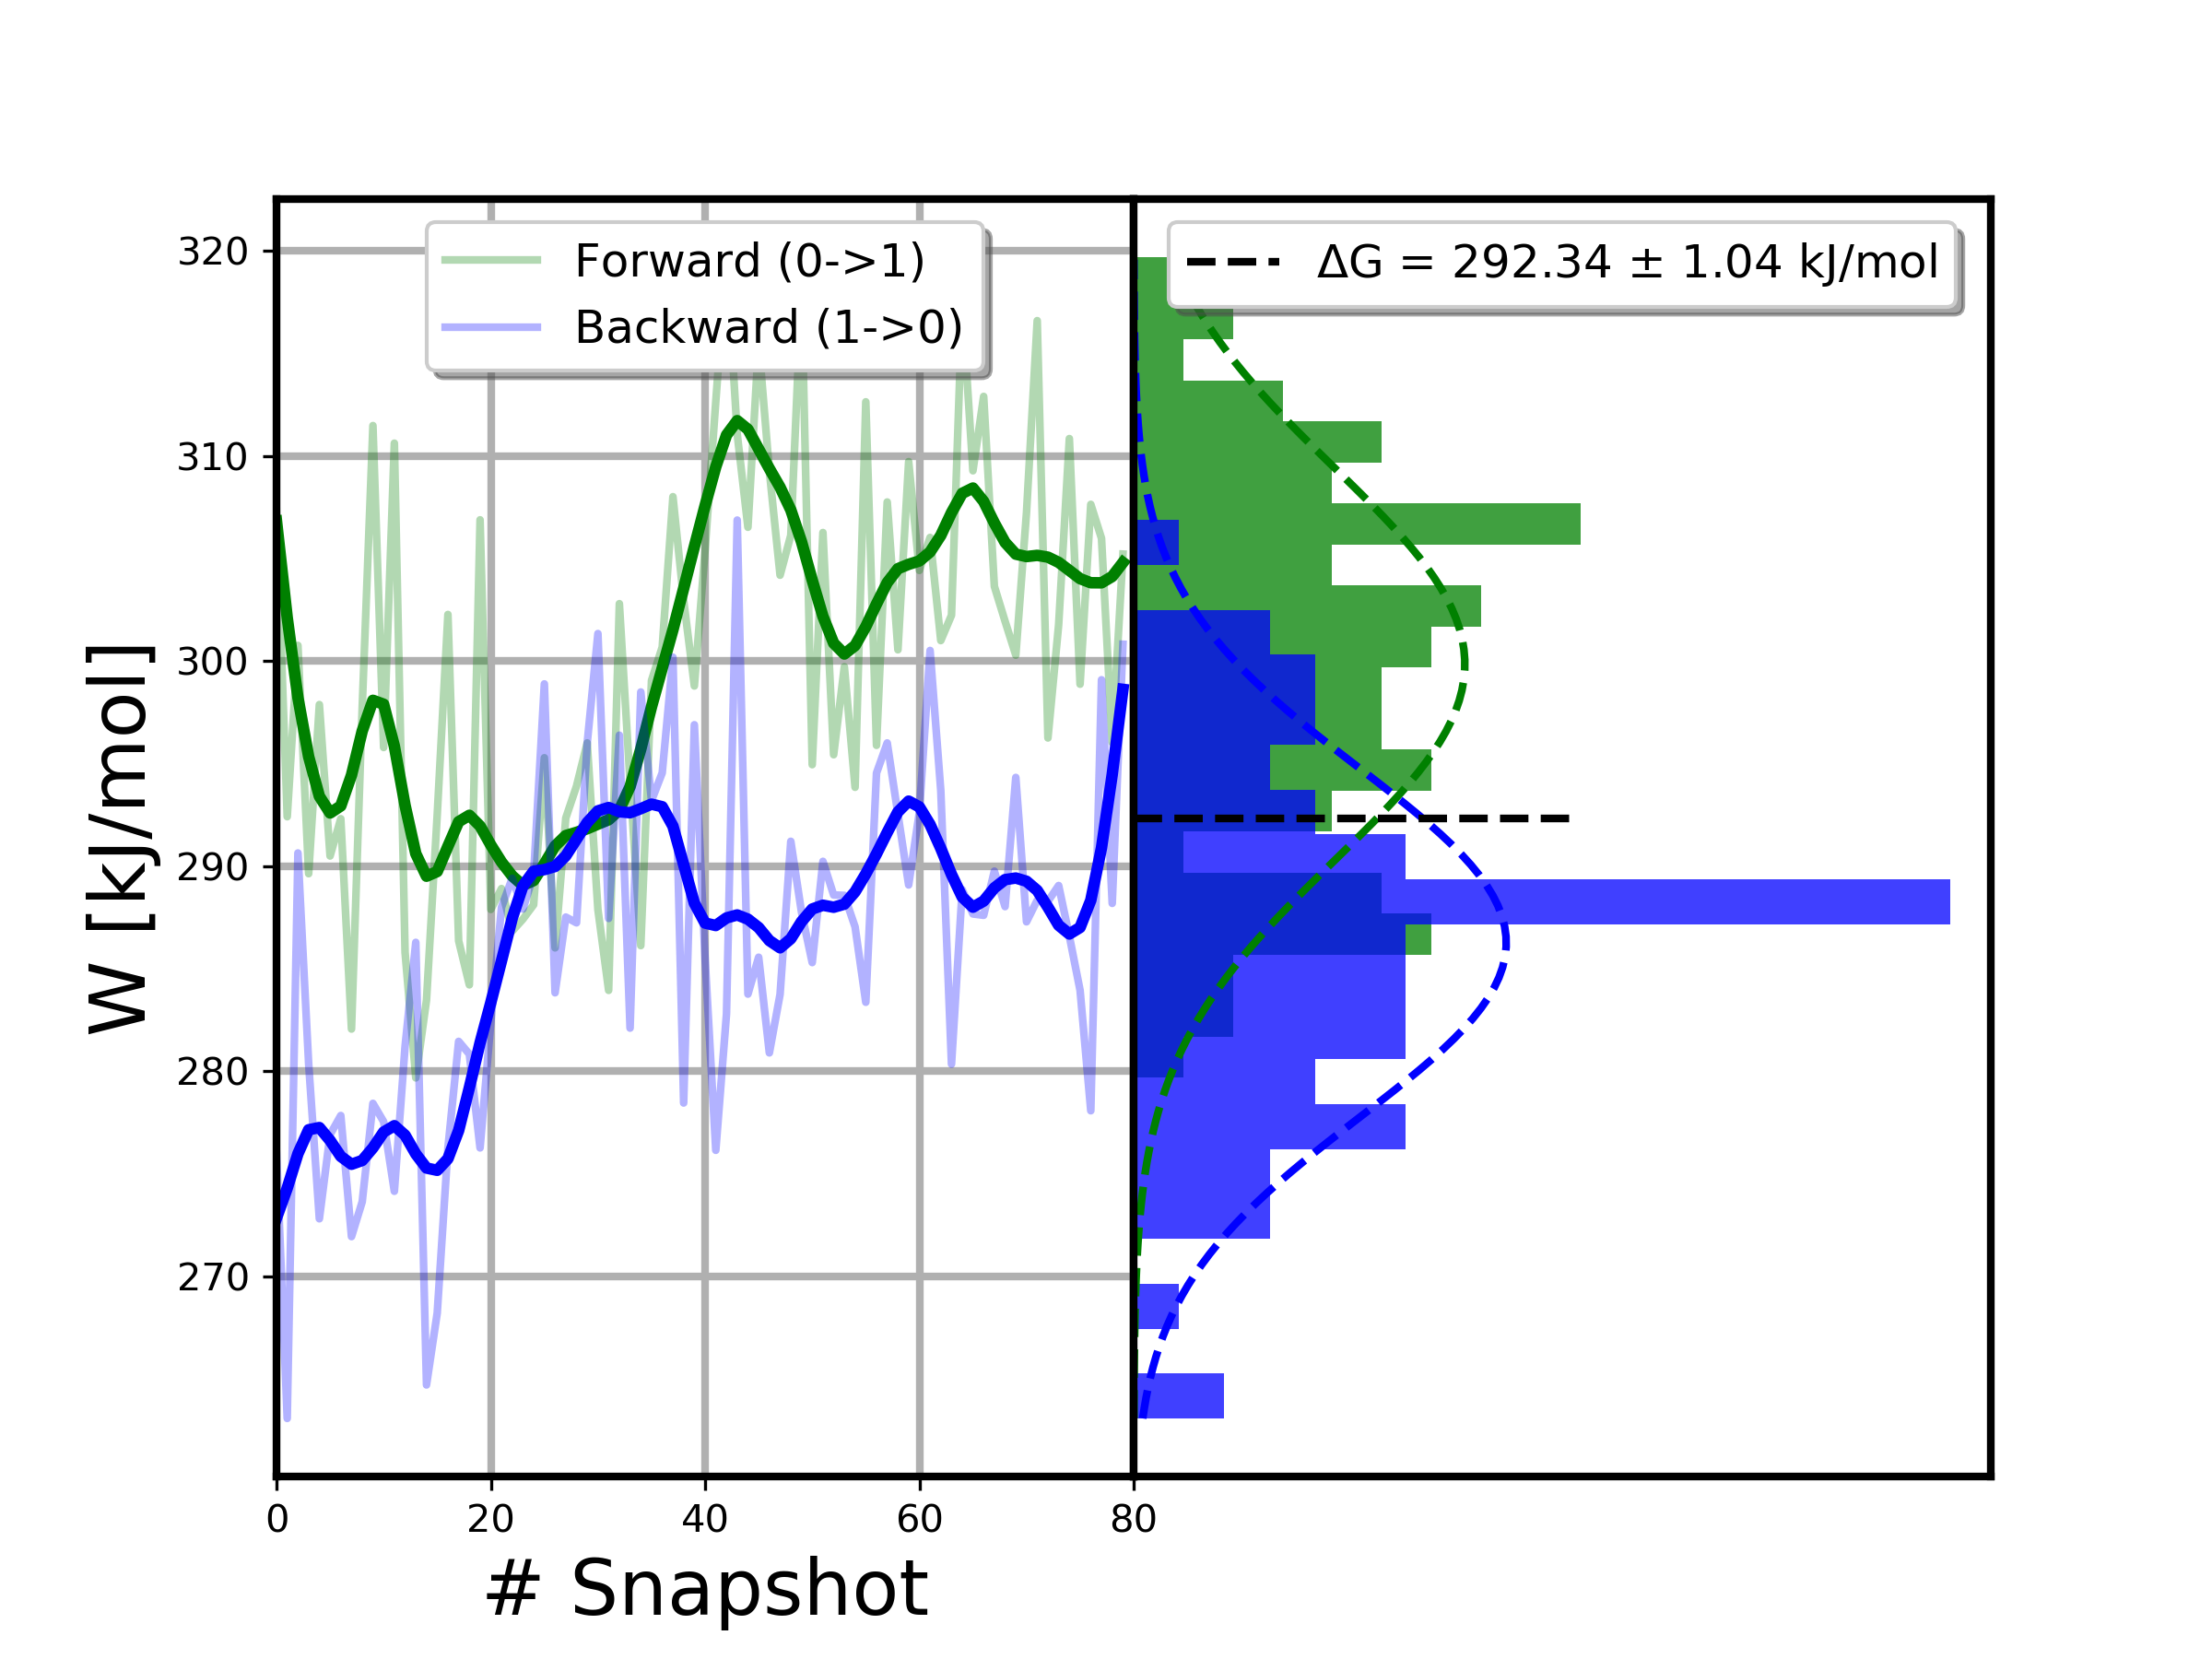 Forward (0->1)
Backward (1->0)
ΔG = 292.34 ± 1.04 kJ/mol
320
310
300
290
280
270
W [kJ/mol]
0 20 40 60 80
# Snapshot